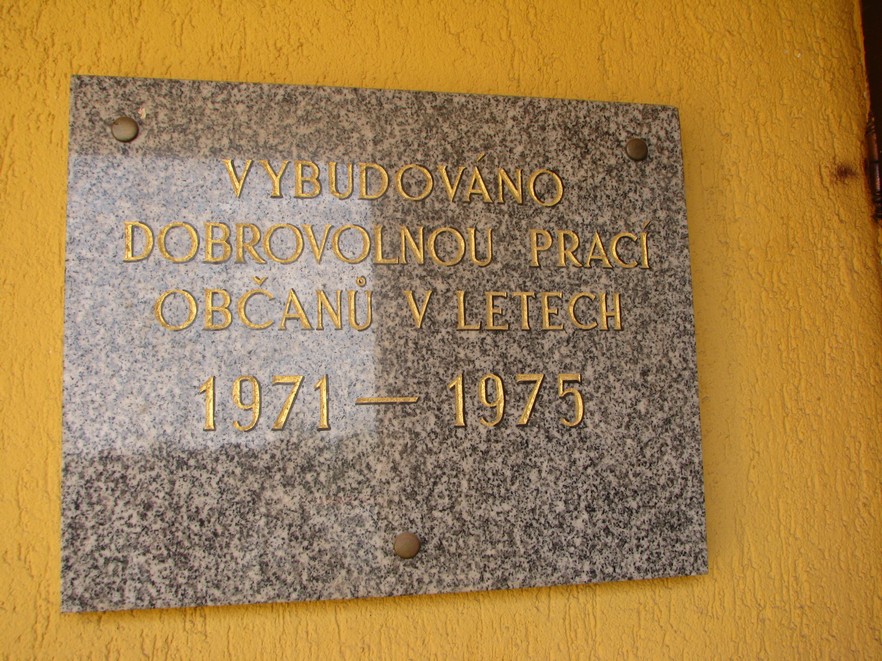 VYBUDOVÁNO
DOBROVOLNOU PRACÍ
OBČANŮ V LETECH
1971 — 1975